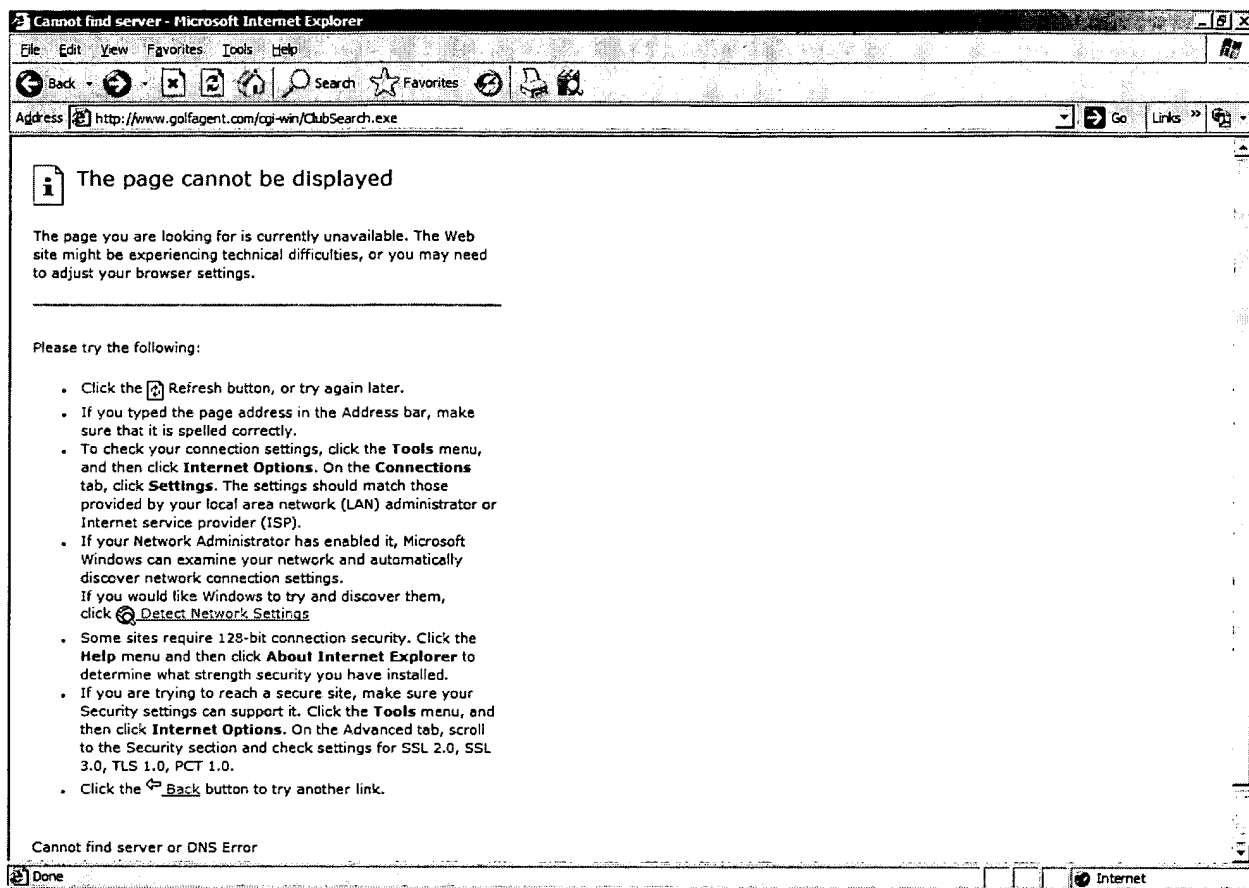 Cannot find server - Microsoft Internet Explorer
File Edit View Favorites Tools Help
Back Search Favorites
Address http://www.golfagent.com/cgi-win/ClubSearch.exe Go Links »
The page cannot be displayed
The page you are looking for is currently unavailable. The Web
site might be experiencing technical difficulties, or you may need
to adjust your browser settings.
Please try the following:
• Click the Refresh button, or try again later.
• If you typed the page address in the Address bar, make
sure that it is spelled correctly.
• To check your connection settings, click the Tools menu,
and then click Internet Options. On the Connections
tab, click Settings. The settings should match those
provided by your local area network (LAN) administrator or
Internet service provider (ISP).
• If your Network Administrator has enabled it, Microsoft
Windows can examine your network and automatically
discover network connection settings.
If you would like Windows to try and discover them,
click Detect Network Settings
• Some sites require 128-bit connection security. Click the
Help menu and then click About Internet Explorer to
determine what strength security you have installed.
• If you are trying to reach a secure site, make sure your
Security settings can support it. Click the Tools menu, and
then click Internet Options. On the Advanced tab, scroll
to the Security section and check settings for SSL 2.0, SSL
3.0, TLS 1.0, PCT 1.0.
• Click the Back button to try another link.
Cannot find server or DNS Error
Done Internet